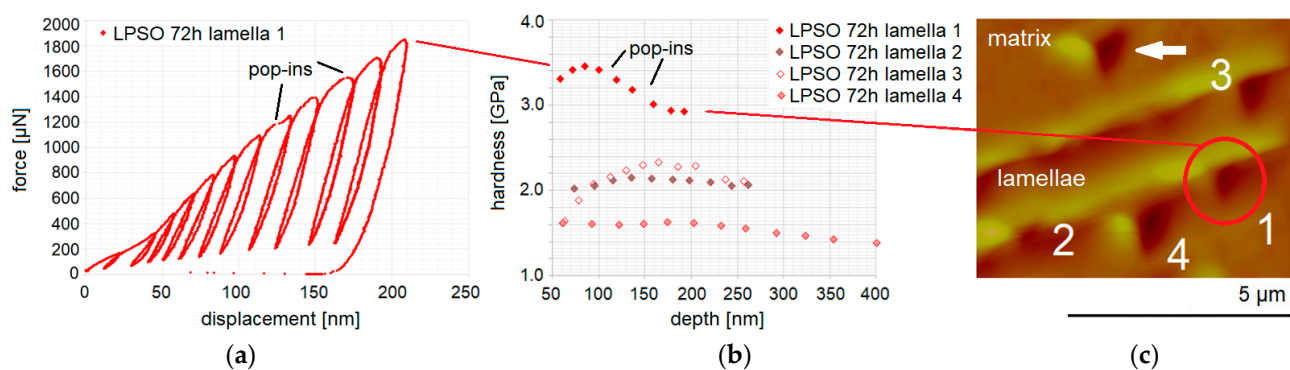 LPSO 72h lamella 1
pop-ins
force [µN]
2000
1800
1600
1400
1200
1000
800
600
400
200
0
0
50
100
150
200
250
displacement [nm]
(a)
4.0
3.0
2.0
1.0
hardness [GPa]
pop-ins
LPSO 72h lamella 1
LPSO 72h lamella 2
LPSO 72h lamella 3
LPSO 72h lamella 4
50
100
150
200
250
300
350
400
depth [nm]
(b)
matrix
3
lamellae
2
4
1
5 µm
(c)